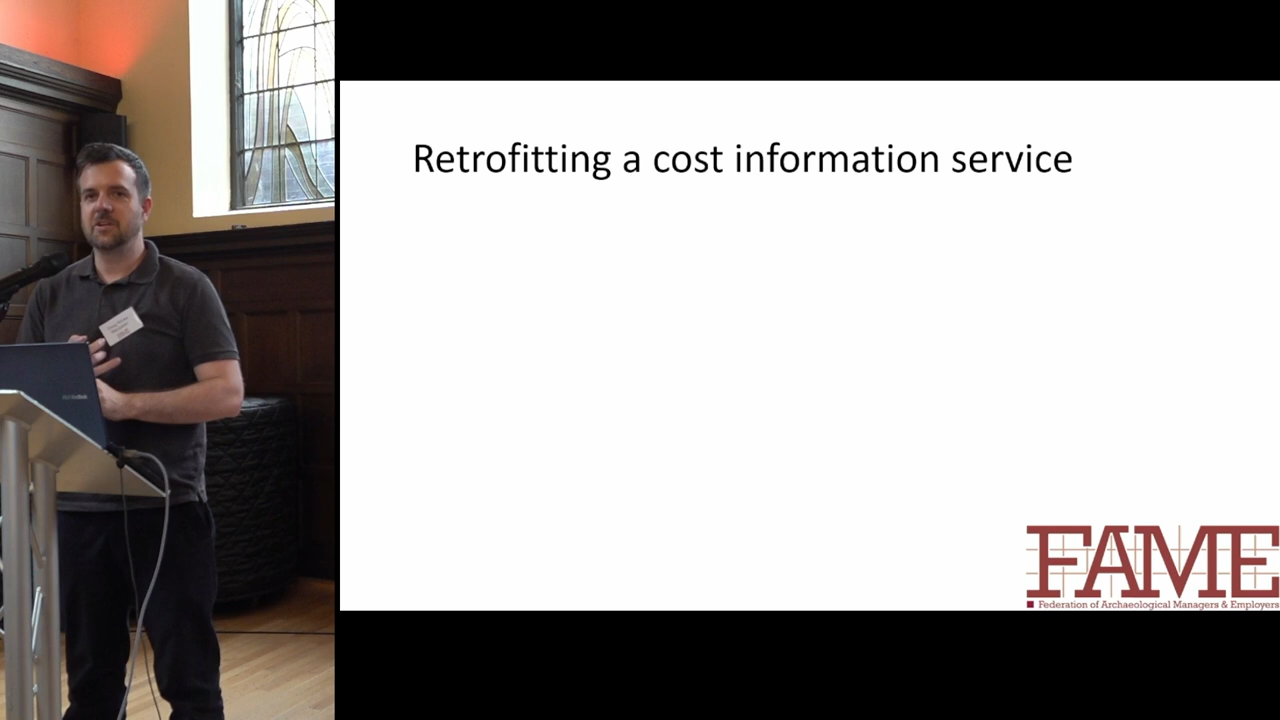 Retrofitting a cost information service
FAME
Federation of Archaeological Managers & Employers